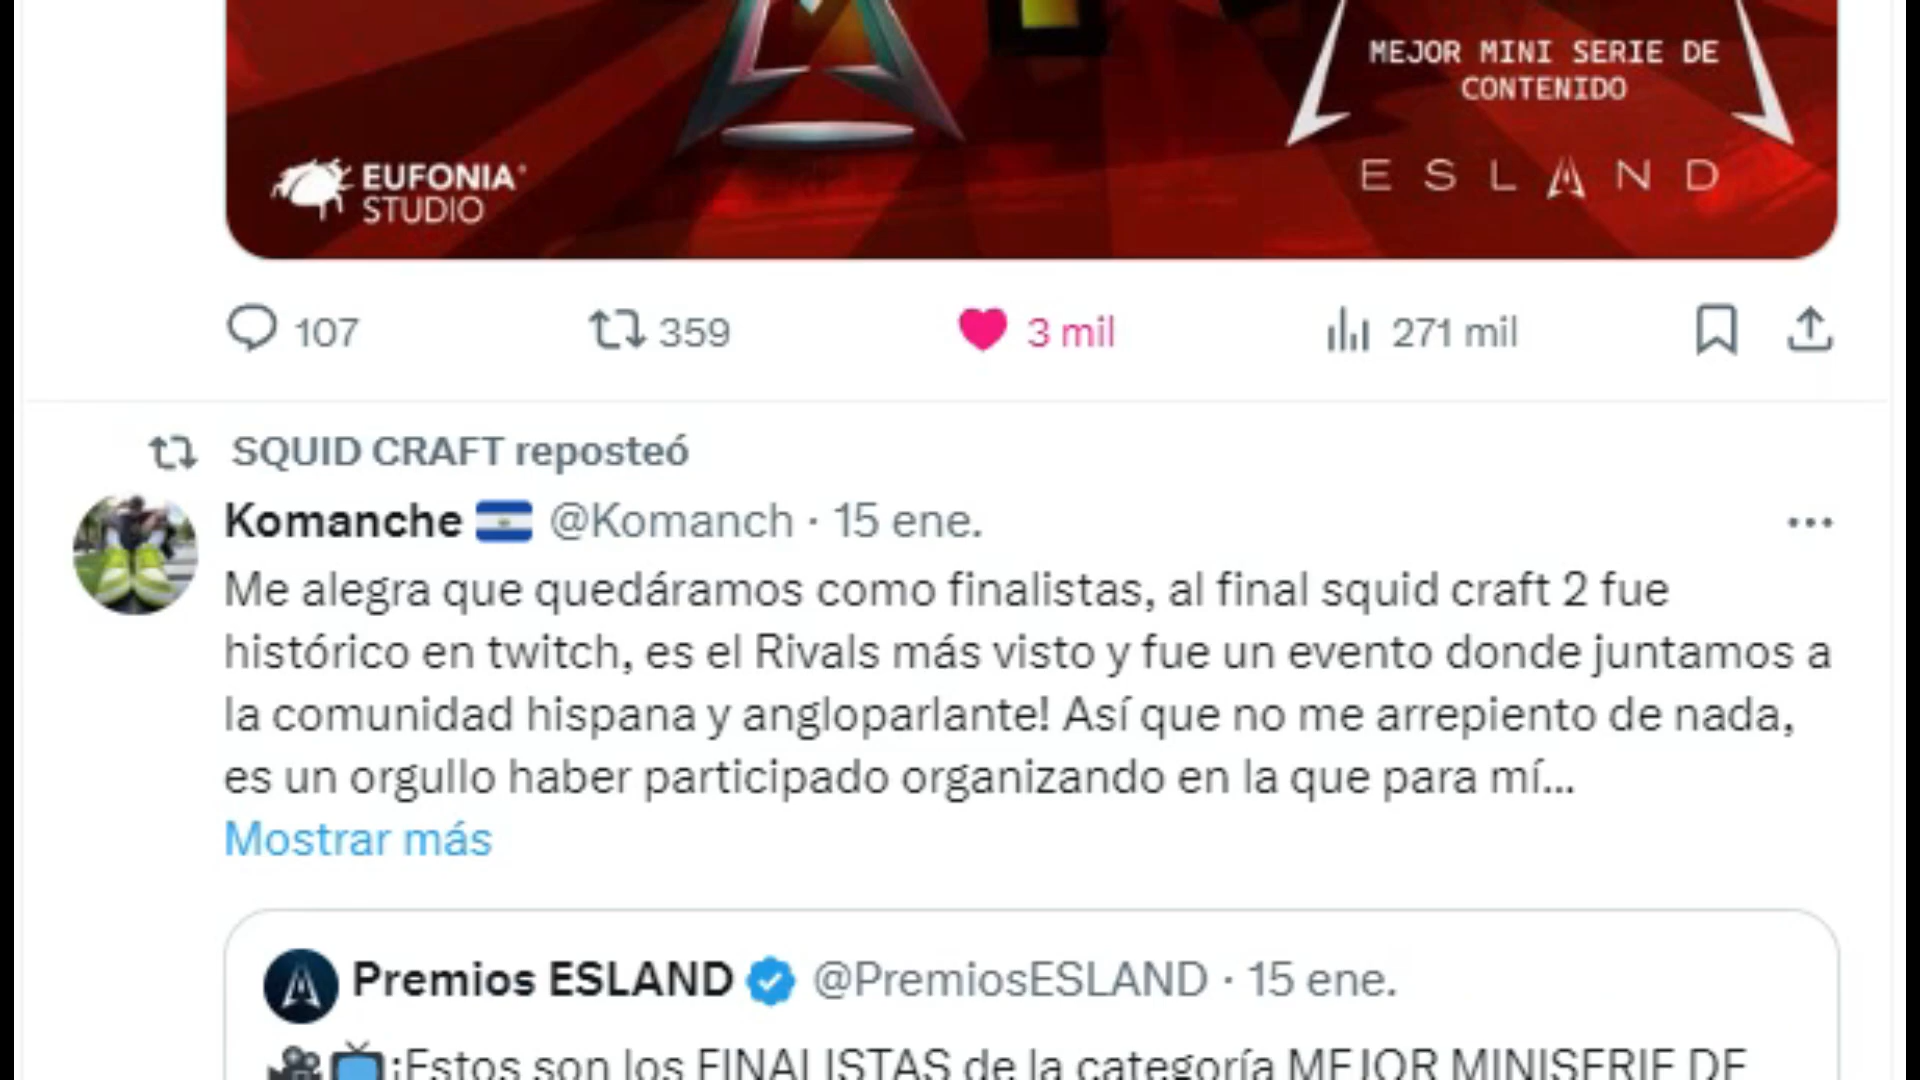 MEJOR MINI SERIE DE
CONTENIDO
ESLAND
EUFONIA
STUDIO
107 359 3 mil 271 mil
SQUID CRAFT reposteó
Komanche @Komanch · 15 ene.
Me alegra que quedáramos como finalistas, al final squid craft 2 fue
histórico en twitch, es el Rivals más visto y fue un evento donde juntamos a
la comunidad hispana y angloparlante! Así que no me arrepiento de nada,
es un orgullo haber participado organizando en la que para mí...
Mostrar más
Premios ESLAND @PremiosESLAND · 15 ene.
¡Estos son los FINALISTAS de la categoría MEJOR MINISERIE DE